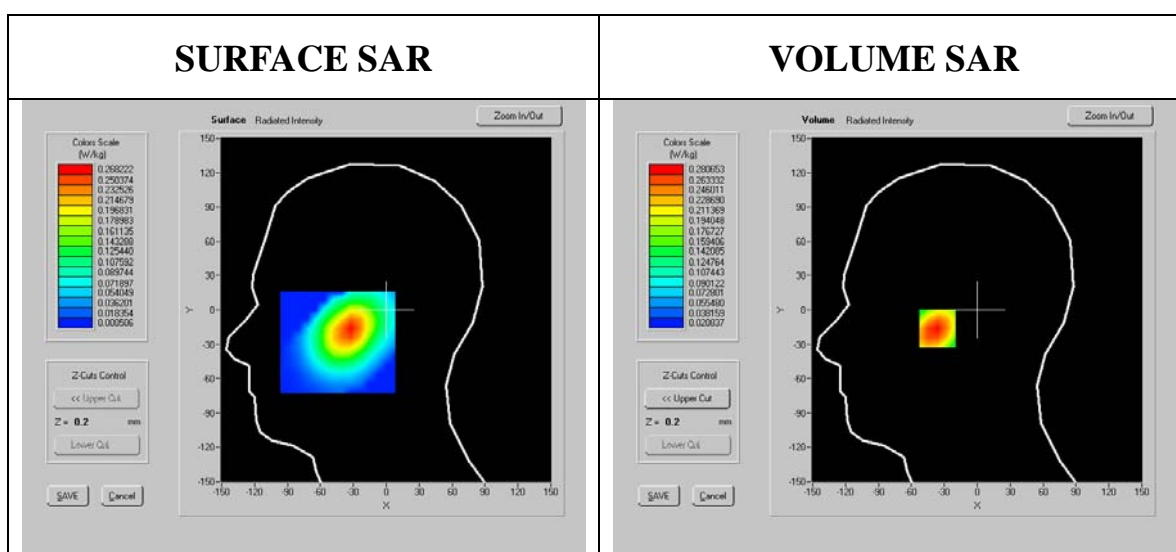 SURFACE SAR
VOLUME SAR
Surface Radiated Intensity
Zoom In/Out
Colors Scale
(W/kg)
0.268222
0.250374
0.232526
0.214679
0.196831
0.178983
0.161135
0.143288
0.125440
0.107592
0.089744
0.071897
0.054049
0.036201
0.018354
0.000506
150
120
90
60
30
0
-30
-60
-90
-120
-150
Y
-150 -120 -90 -60 -30 0 30 60 90 120 150
X
Z-Cuts Control
<< Upper Cut
Z = 0.2 mm
Lower Cut
SAVE Cancel
Volume Radiated Intensity
Zoom In/Out
Colors Scale
(W/kg)
0.280653
0.263332
0.246011
0.228690
0.211369
0.194048
0.176727
0.159406
0.142085
0.124764
0.107443
0.090122
0.072801
0.055480
0.038159
0.020837
150
120
90
60
30
0
-30
-60
-90
-120
-150
Y
-150 -120 -90 -60 -30 0 30 60 90 120 150
X
Z-Cuts Control
<< Upper Cut
Z = 0.2 mm
Lower Cut
SAVE Cancel